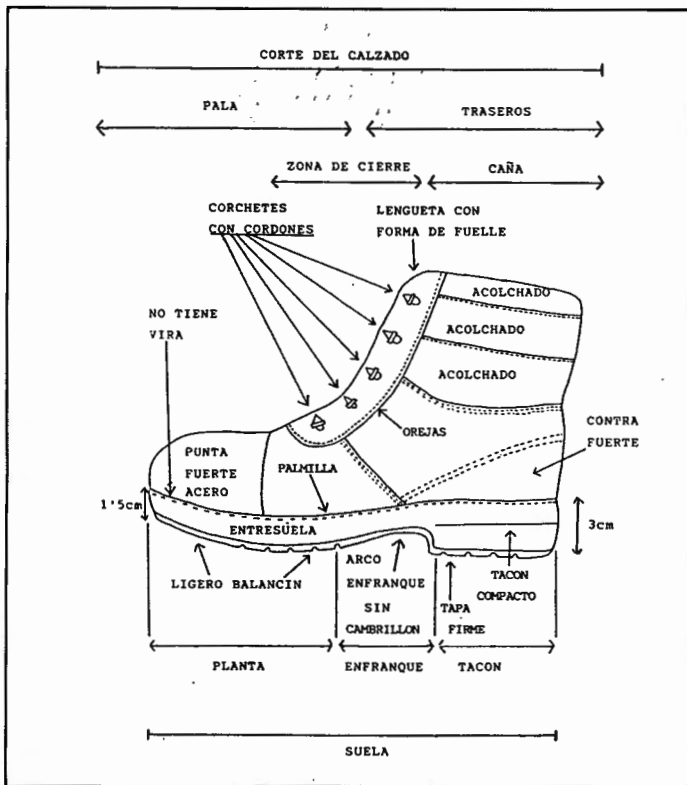 CORTE DEL CALZADO
PALA
TRASEROS
ZONA DE CIERRE
CAÑA
CORCHETES
CON CORDONES
LENGUETA CON
FORMA DE FUELLE
NO TIENE
VIRA
ACOLCHADO
ACOLCHADO
ACOLCHADO
OREJAS
CONTRA
FUERTE
PUNTA
FUERTE
ACERO
PALMILLA
1'5cm
ENTRESUELA
3cm
LIGERO BALANCIN
ARCO
ENFRANQUE
SIN
CAMBRILLON
TACON
COMPACTO
TAPA
FIRME
PLANTA
ENFRANQUE
TACON
SUELA